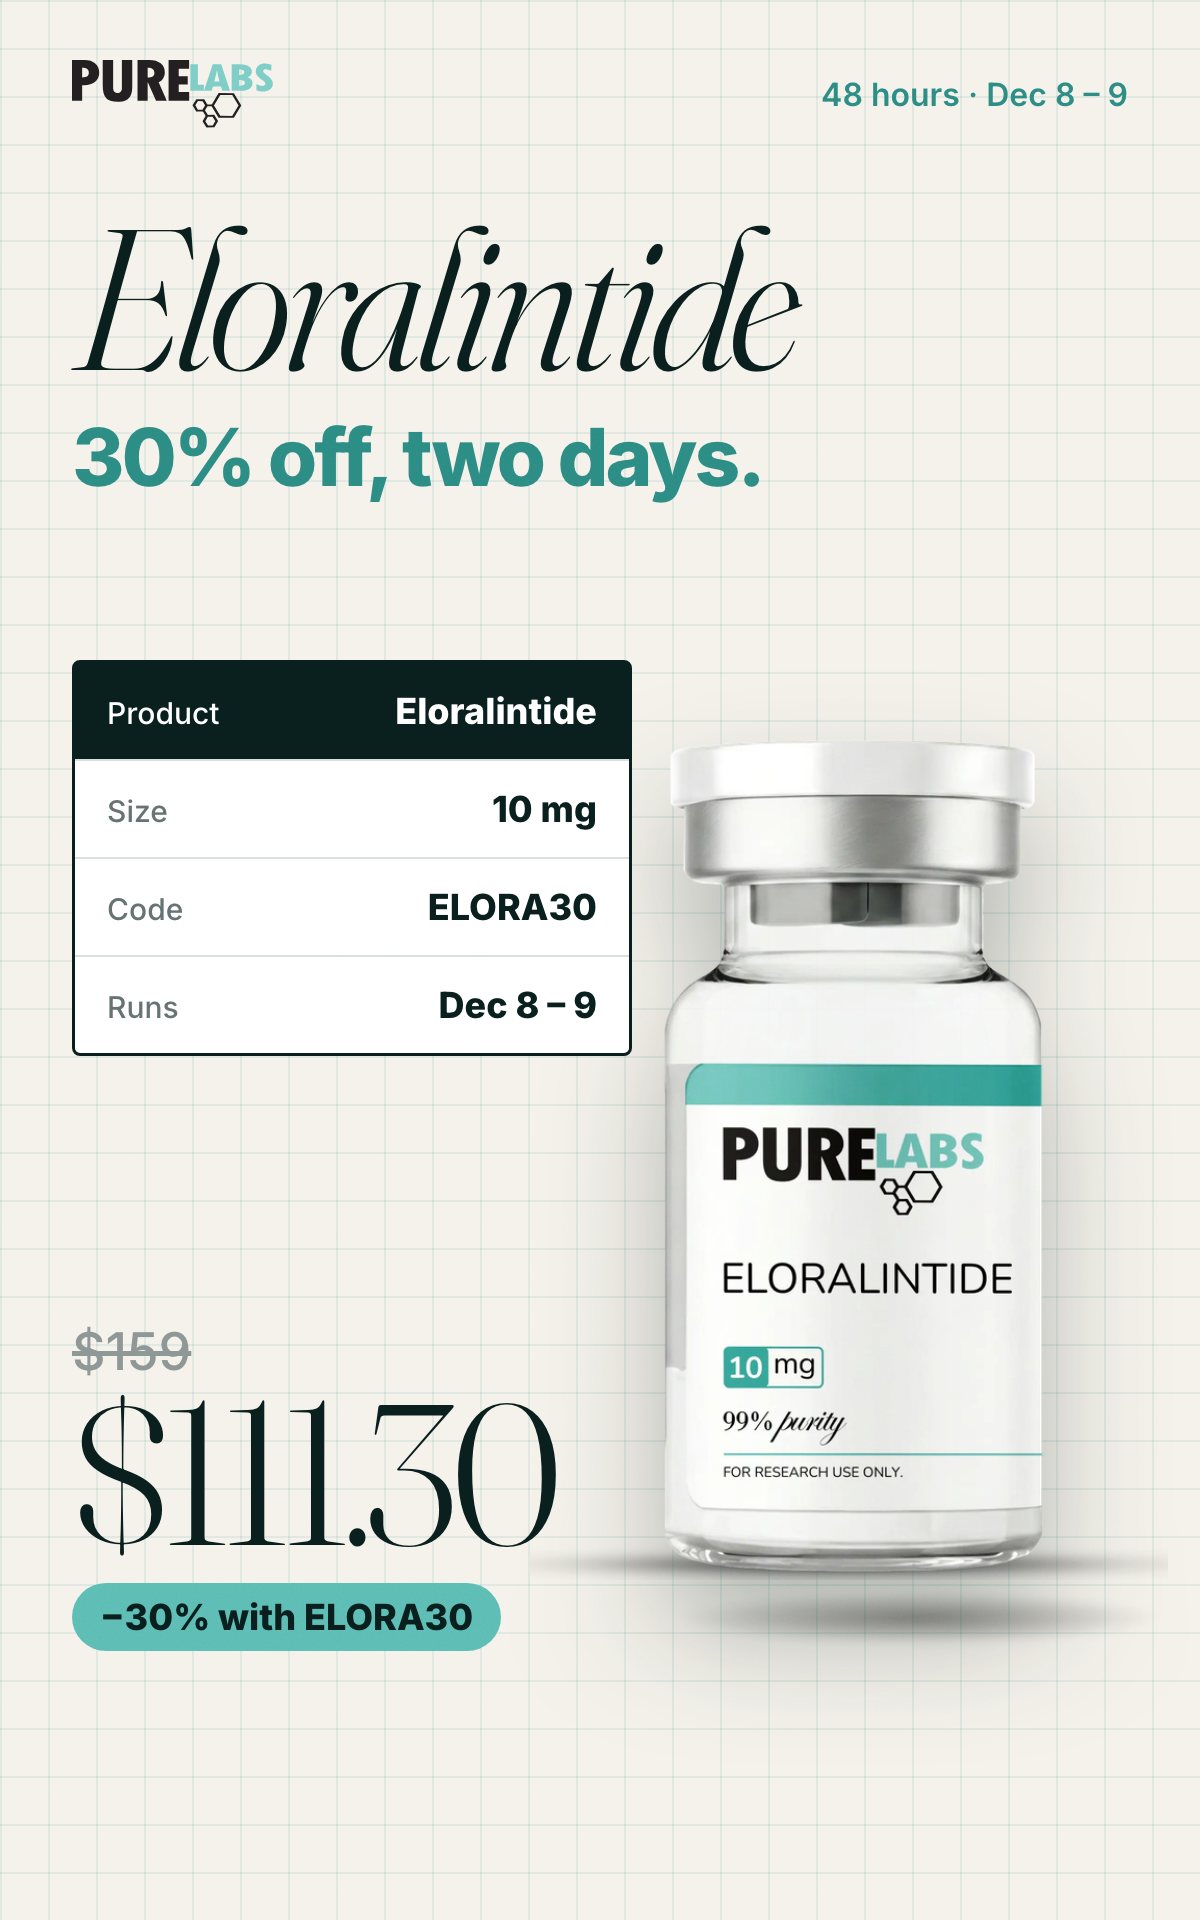 PURELABS
48 hours · Dec 8 – 9
Eloralintide
30% off, two days.
Product Eloralintide
Size 10 mg
Code ELORA30
Runs Dec 8 – 9
PURELABS
ELORALINTIDE
10 mg
99% purity
FOR RESEARCH USE ONLY.
$159
$111.30
−30% with ELORA30